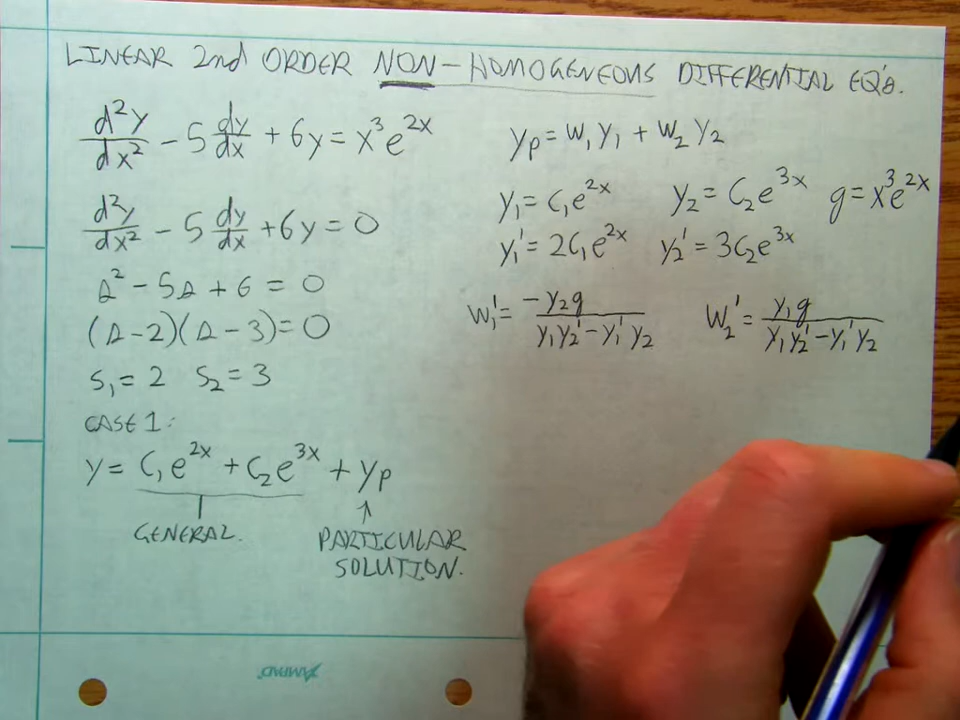 LINEAR 2nd ORDER NON-HOMOGENEOUS DIFFERENTIAL EQ'S.
d²y/dx² - 5 dy/dx + 6y = x³e^2x
d²y/dx² - 5 dy/dx + 6y = 0
s² - 5s + 6 = 0
(s - 2)(s - 3) = 0
s₁ = 2 s₂ = 3
CASE 1:
y = C₁e^2x + C₂e^3x + yp
GENERAL.
PARTICULAR
SOLUTION.
yp = w₁y₁ + w₂y₂
y₁ = C₁e^2x y₂ = C₂e^3x g = x³e^2x
y₁' = 2C₁e^2x y₂' = 3C₂e^3x
w₁' = -y₂g / y₁y₂' - y₁'y₂ w₂' = y₁g / y₁y₂' - y₁'y₂
AMPAD